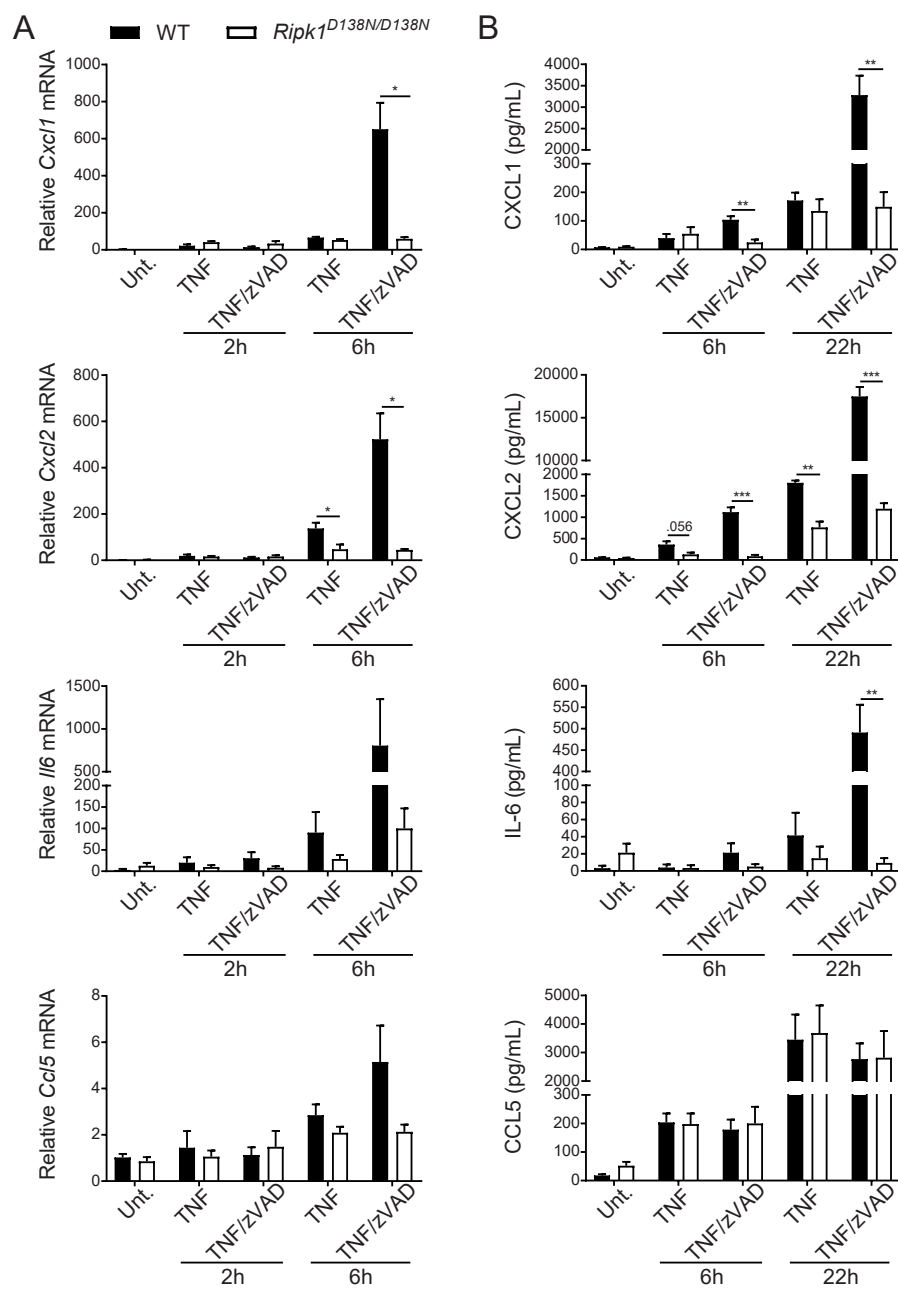 A WT Ripk1D138N/D138N B
Relative Cxcl1 mRNA
1000
800
600
400
200
0
*
Unt. TNF TNF/zVAD TNF TNF/zVAD
2h 6h
CXCL1 (pg/mL)
4000
3500
3000
2500
2000
200
100
0
** **
Unt. TNF TNF/zVAD TNF TNF/zVAD
6h 22h
Relative Cxcl2 mRNA
800
600
400
200
0
* *
Unt. TNF TNF/zVAD TNF TNF/zVAD
2h 6h
CXCL2 (pg/mL)
20000
15000
10000
2000
1500
1000
500
0
.056 *** ** ***
Unt. TNF TNF/zVAD TNF TNF/zVAD
6h 22h
Relative Il6 mRNA
1500
1000
500
200
150
100
50
0
Unt. TNF TNF/zVAD TNF TNF/zVAD
2h 6h
IL-6 (pg/mL)
600
550
500
450
400
60
40
20
0
**
Unt. TNF TNF/zVAD TNF TNF/zVAD
6h 22h
Relative Ccl5 mRNA
8
6
4
2
0
Unt. TNF TNF/zVAD TNF TNF/zVAD
2h 6h
CCL5 (pg/mL)
5000
4000
3000
2000
300
200
100
0
Unt. TNF TNF/zVAD TNF TNF/zVAD
6h 22h